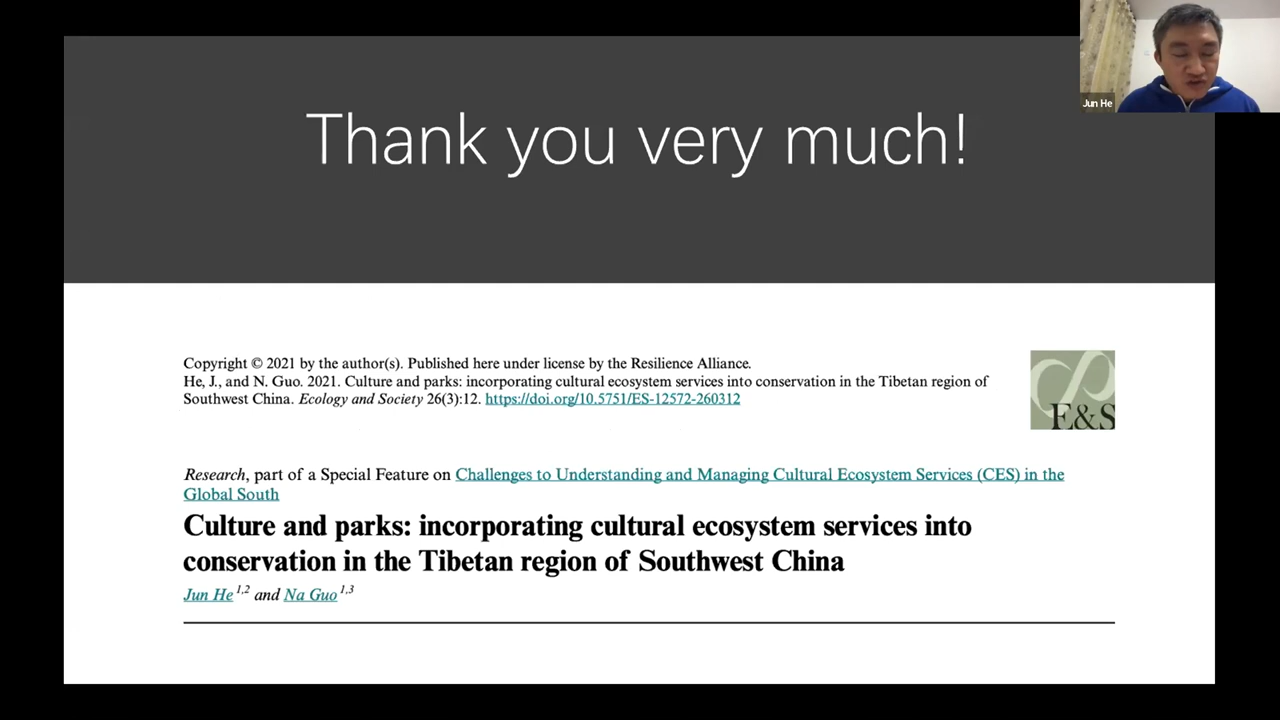 Jun He
Thank you very much!
Copyright © 2021 by the author(s). Published here under license by the Resilience Alliance.
He, J., and N. Guo. 2021. Culture and parks: incorporating cultural ecosystem services into conservation in the Tibetan region of
Southwest China. Ecology and Society 26(3):12. https://doi.org/10.5751/ES-12572-260312
E&S
Research, part of a Special Feature on Challenges to Understanding and Managing Cultural Ecosystem Services (CES) in the
Global South
Culture and parks: incorporating cultural ecosystem services into
conservation in the Tibetan region of Southwest China
Jun He 1,2 and Na Guo 1,3